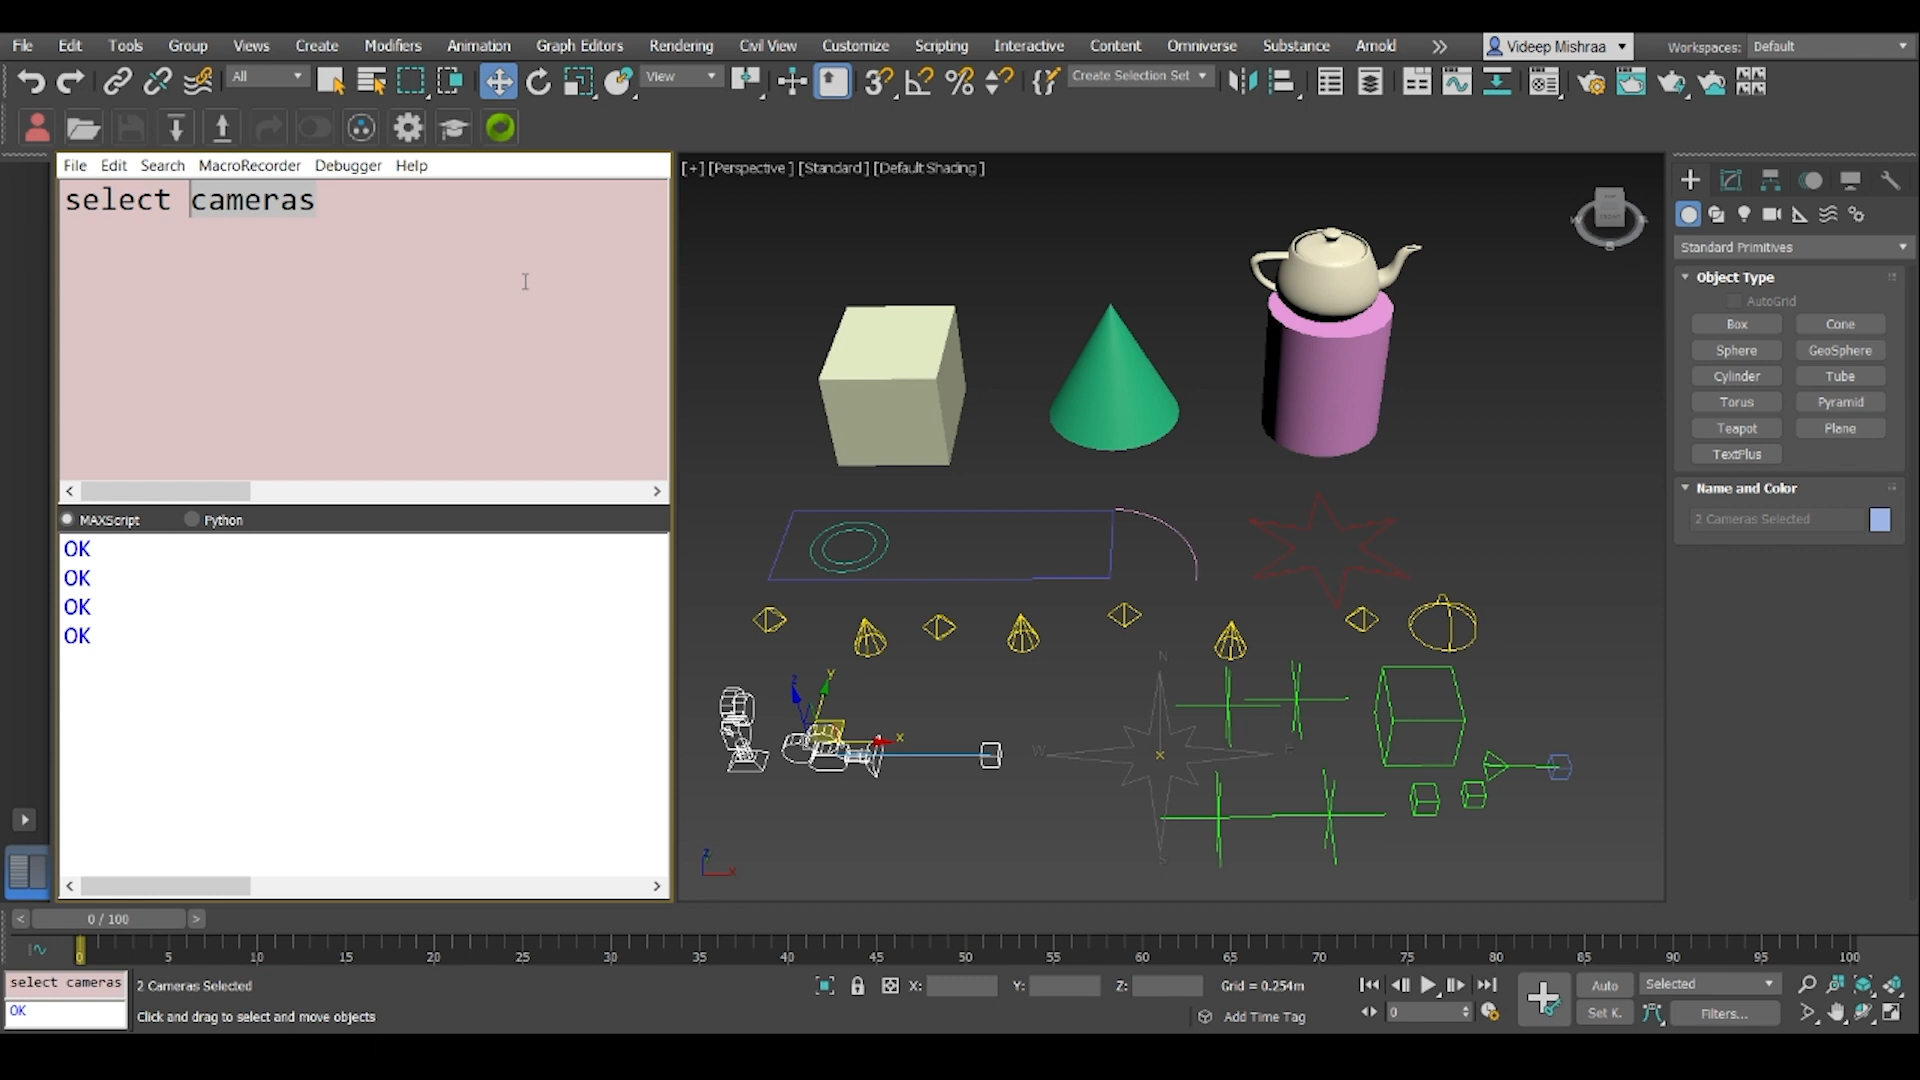 File Edit Tools Group Views Create Modifiers Animation Graph Editors Rendering Civil View Customize Scripting Interactive Content Omniverse Substance Arnold Videep Mishraa Workspaces: Default
All View Create Selection Set
File Edit Search MacroRecorder Debugger Help
select cameras
[+] [Perspective ] [Standard ] [Default Shading ]
Standard Primitives
Object Type
AutoGrid
Box Cone
Sphere GeoSphere
Cylinder Tube
Torus Pyramid
Teapot Plane
TextPlus
Name and Color
2 Cameras Selected
MAXScript Python
OK
OK
OK
OK
N
W
S
z y x
z x
0 / 100
0 5 10 15 20 25 30 35 40 45 50 55 60 65 70 75 80 85 90 95 100
select cameras
OK
2 Cameras Selected
Click and drag to select and move objects
X: Y: Z: Grid = 0.254m
Add Time Tag
0
Auto Selected
Set K. Filters...